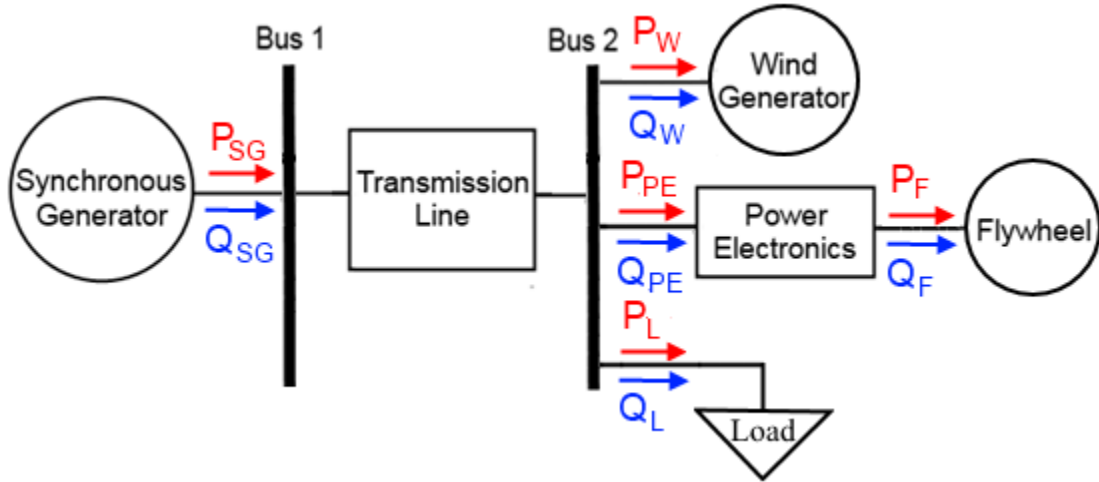 Bus 1
Bus 2
P_W
Q_W
Wind
Generator
Synchronous
Generator
P_SG
Q_SG
Transmission
Line
P_PE
Q_PE
Power
Electronics
P_F
Q_F
Flywheel
P_L
Q_L
Load